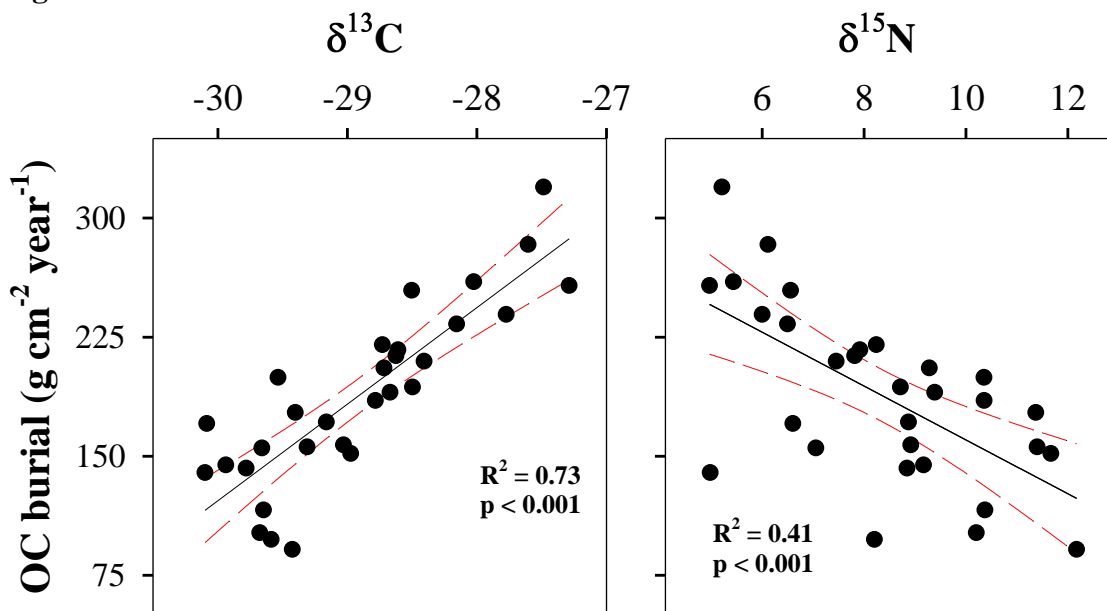 δ¹³C
δ¹⁵N
-30 -29 -28 -27
6 8 10 12
OC burial (g cm⁻² year⁻¹)
300
225
150
75
R² = 0.73
p < 0.001
R² = 0.41
p < 0.001